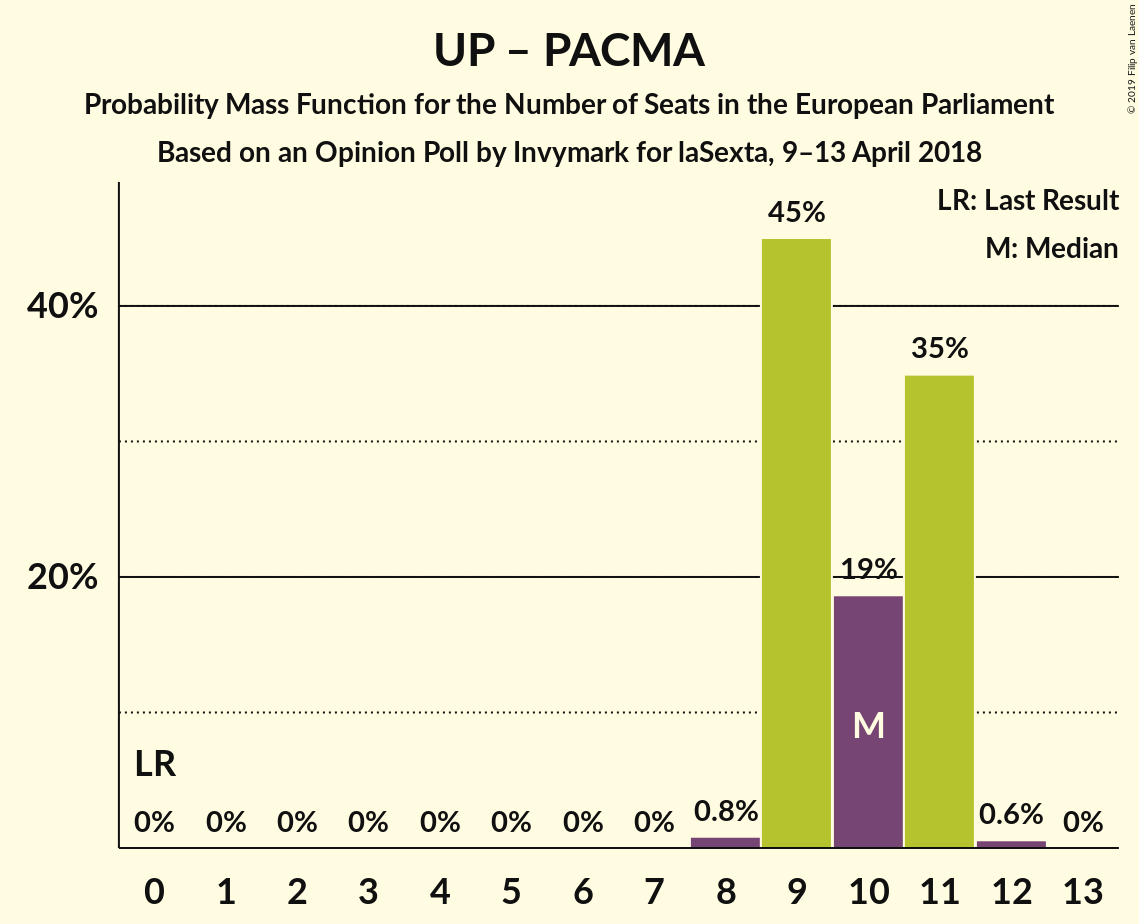 UP – PACMA
Probability Mass Function for the Number of Seats in the European Parliament
Based on an Opinion Poll by Invymark for laSexta, 9–13 April 2018
© 2019 Filip van Laenen
LR: Last Result
M: Median
45%
40%
35%
20%
19%
M
LR
0% 0% 0% 0% 0% 0% 0% 0% 0.8% 0.6% 0%
0 1 2 3 4 5 6 7 8 9 10 11 12 13